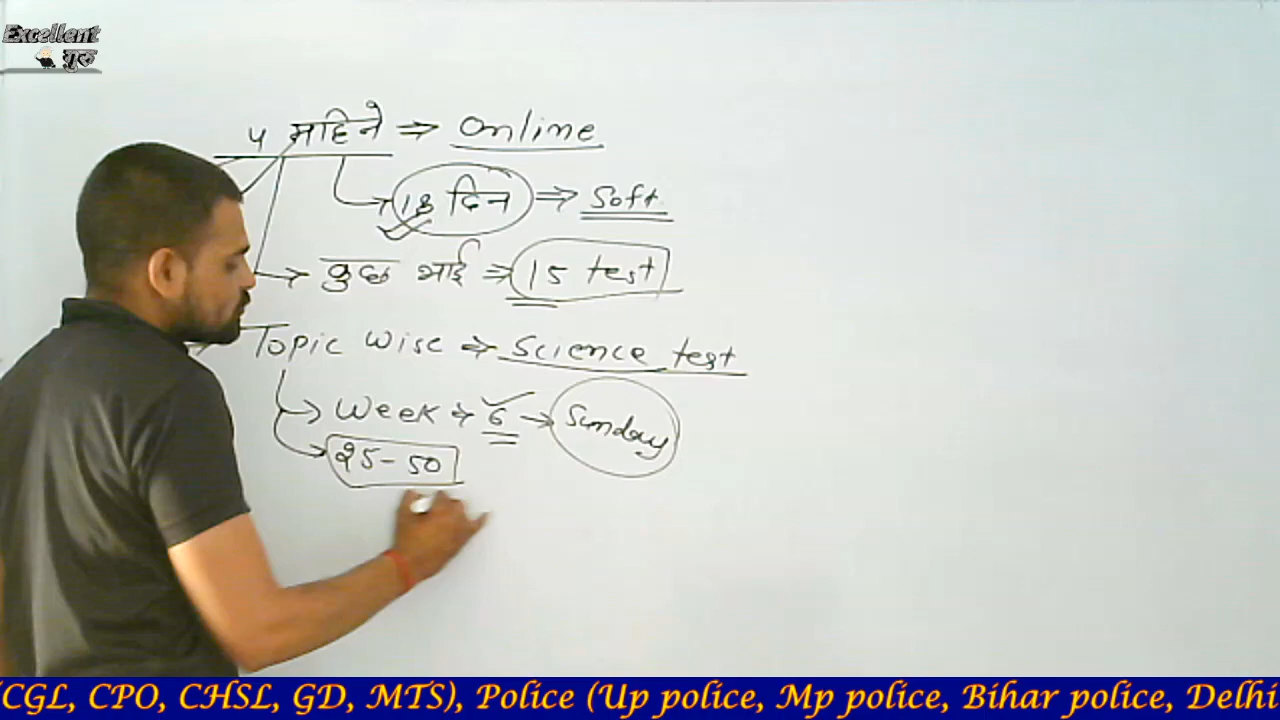 Excellent
गुरु
५ महिने ⇒ Online
18 दिन ⇒ Soft
कुछ भाई ⇒ 15 test
Topic Wise ⇒ Science test
Week → 6 → Sunday
25-50
(CGL, CPO, CHSL, GD, MTS), Police (Up police, Mp police, Bihar police, Delhi